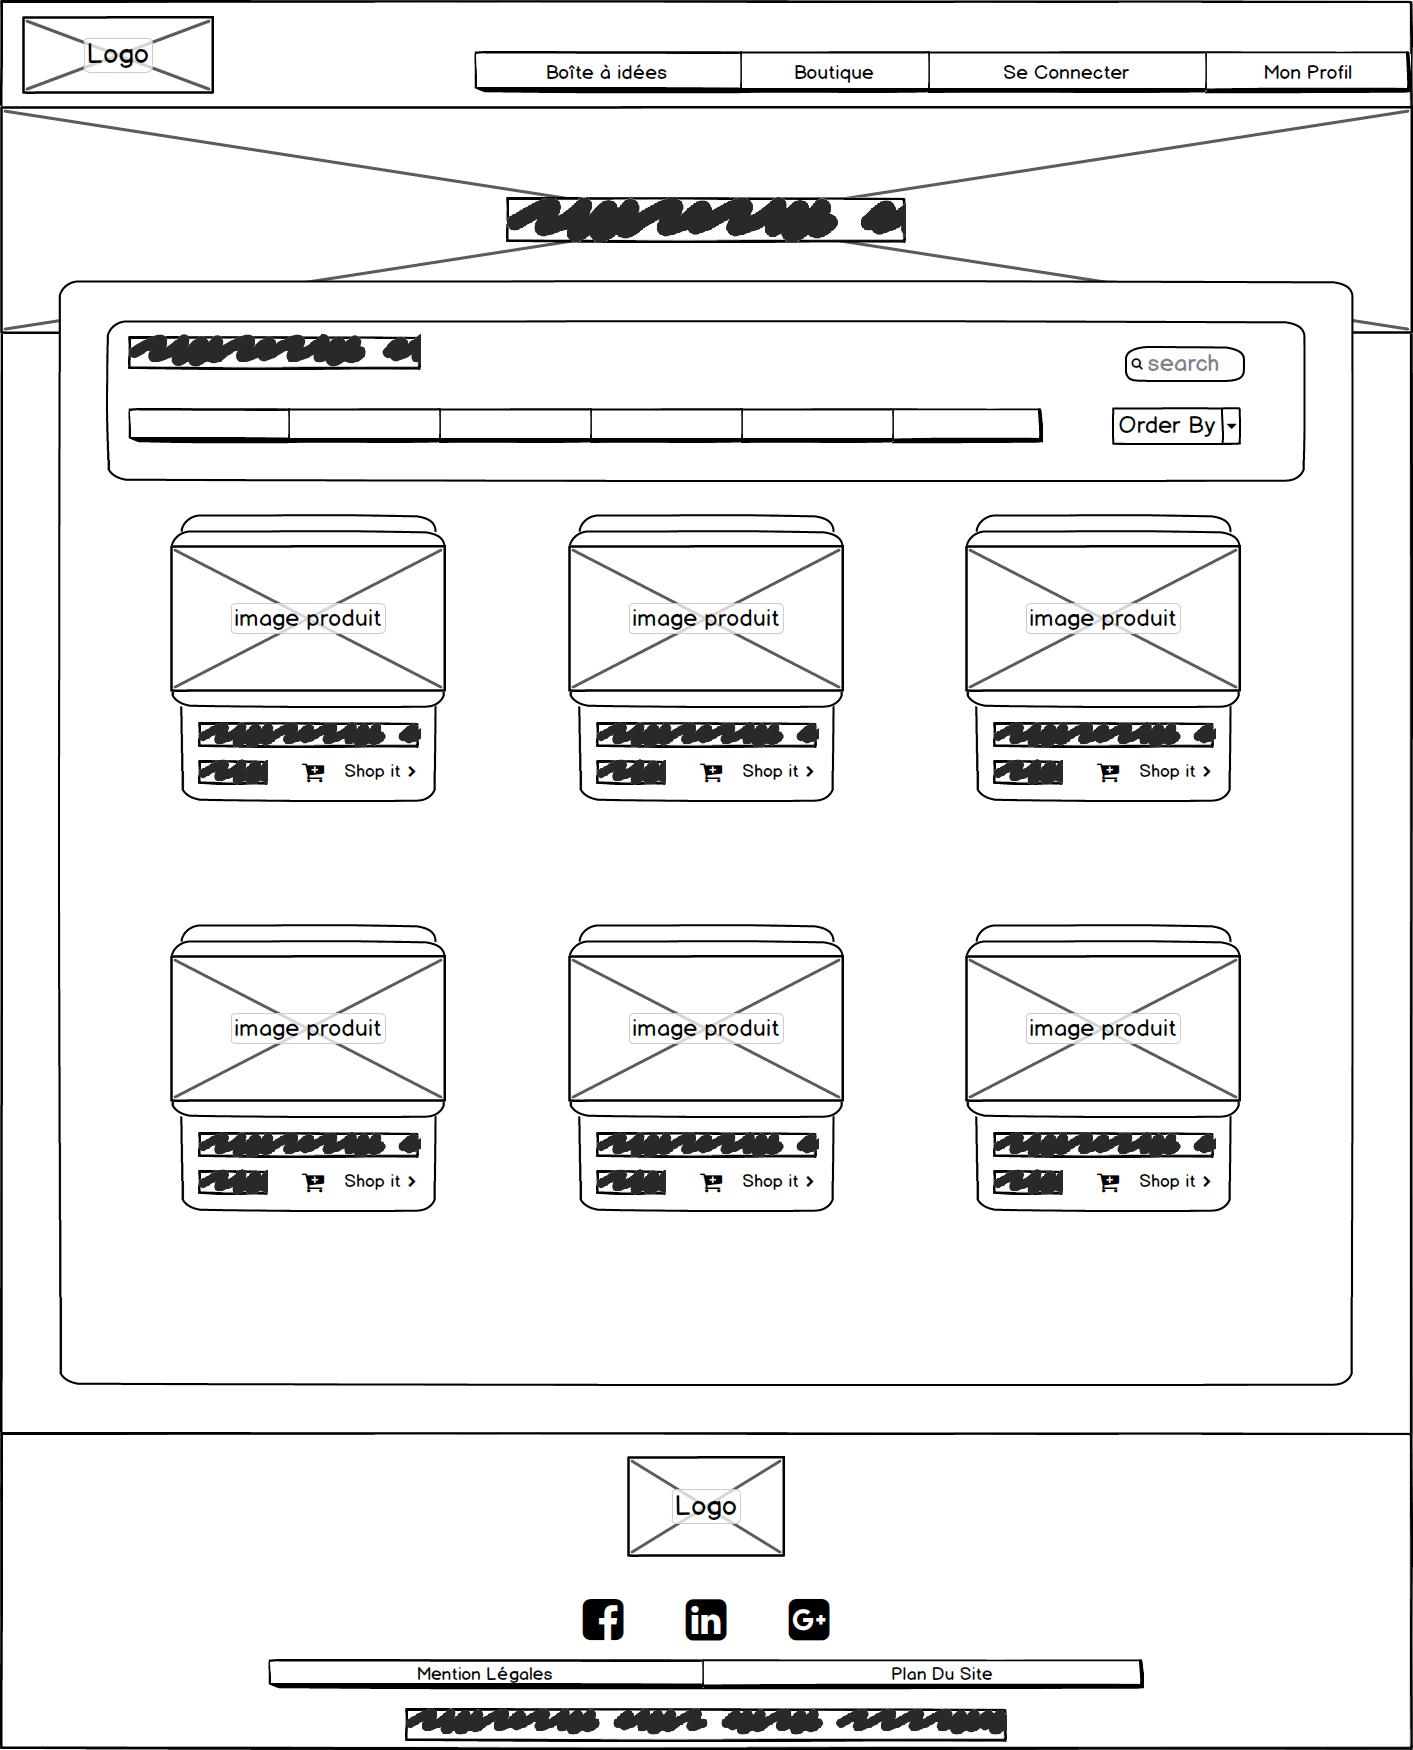 Logo
Boîte à idées Boutique Se Connecter Mon Profil
search
Order By
image produit image produit image produit
Shop it Shop it Shop it
image produit image produit image produit
Shop it Shop it Shop it
Logo
Mention Légales Plan Du Site